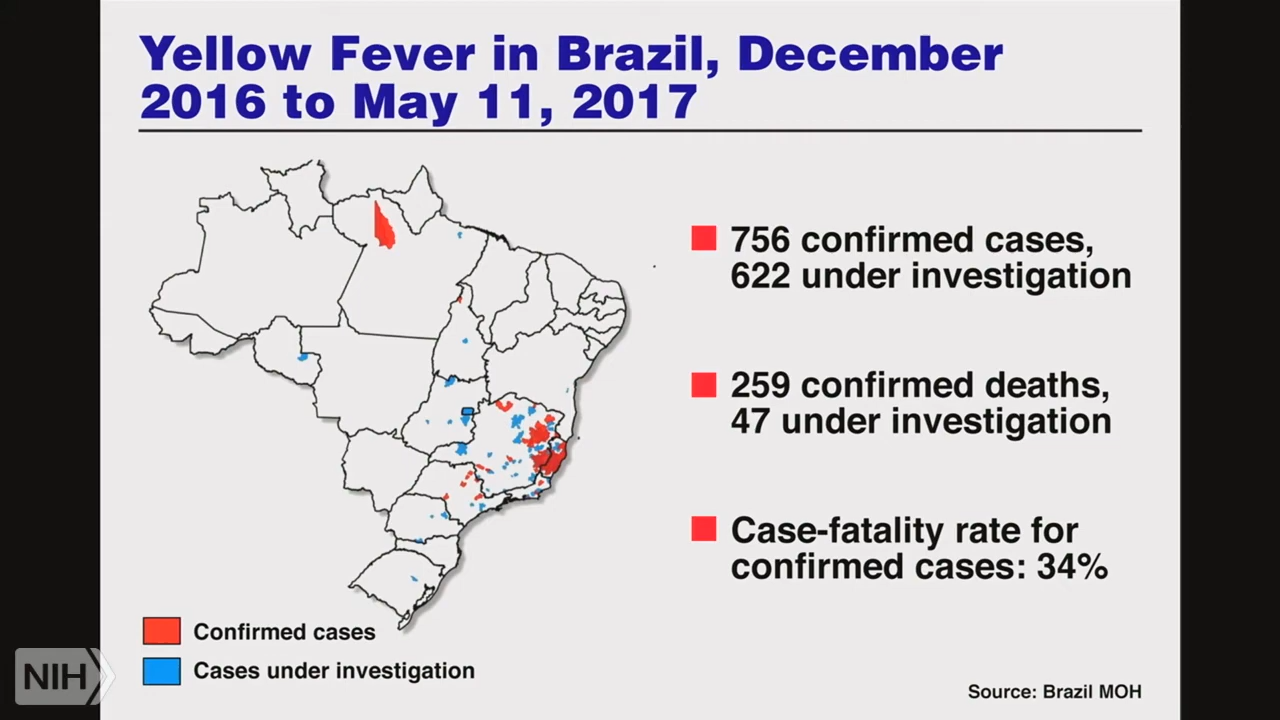 Yellow Fever in Brazil, December
2016 to May 11, 2017
756 confirmed cases,
622 under investigation
259 confirmed deaths,
47 under investigation
Case-fatality rate for
confirmed cases: 34%
Confirmed cases
Cases under investigation
NIH
Source: Brazil MOH